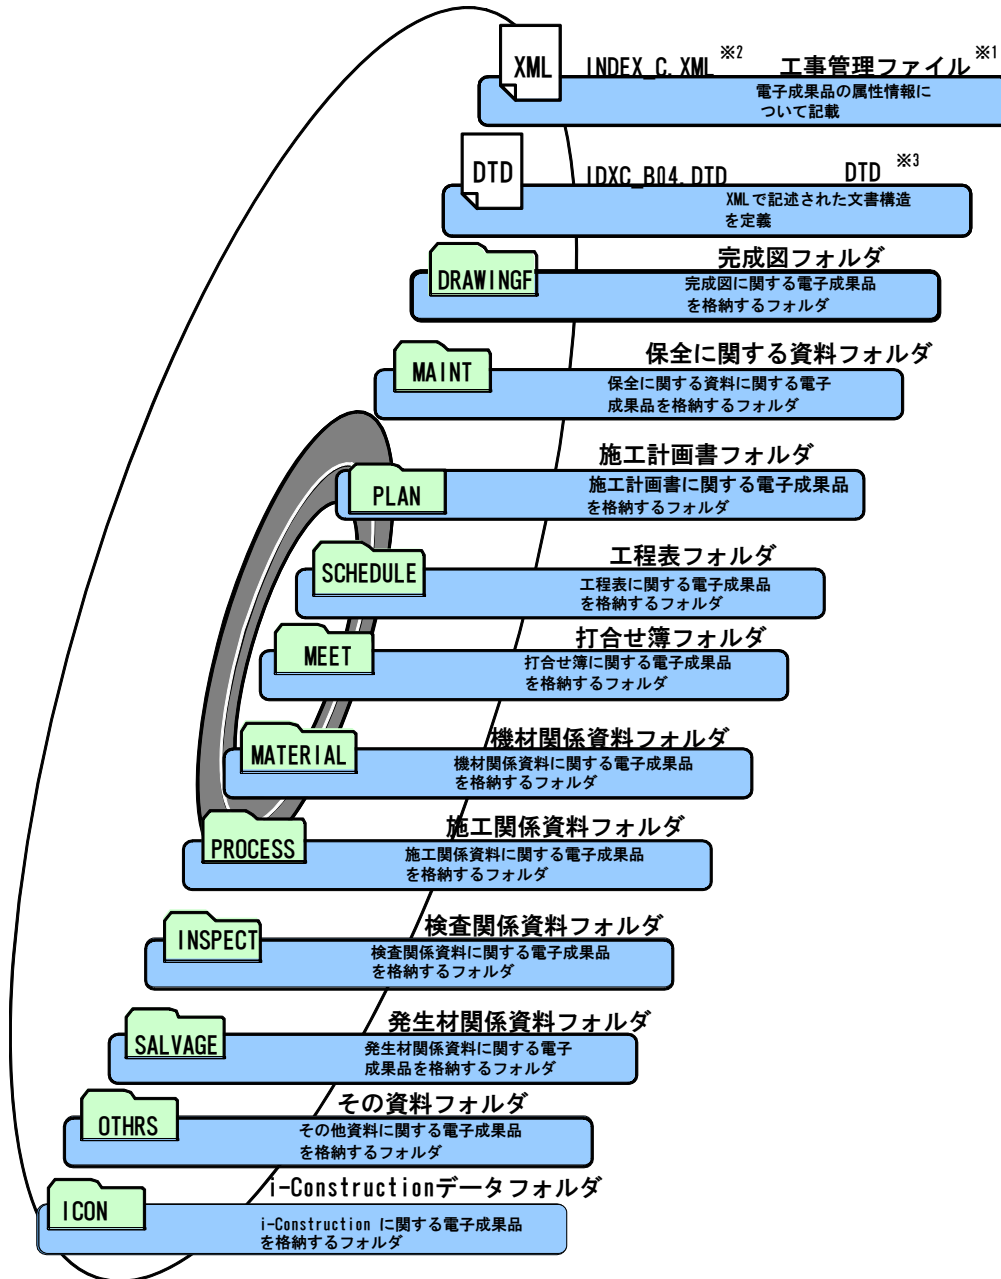 XML INDEX_C.XML ※2 工事管理ファイル ※1
電子成果品の属性情報に
ついて記載
DTD IDXC_B04.DTD DTD ※3
XMLで記述された文書構造
を定義
完成図フォルダ
DRAWINGF
完成図に関する電子成果品
を格納するフォルダ
保全に関する資料フォルダ
MAINT
保全に関する資料に関する電子
成果品を格納するフォルダ
施工計画書フォルダ
PLAN
施工計画書に関する電子成果品
を格納するフォルダ
工程表フォルダ
SCHEDULE
工程表に関する電子成果品
を格納するフォルダ
打合せ簿フォルダ
MEET
打合せ簿に関する電子成果品
を格納するフォルダ
機材関係資料フォルダ
MATERIAL
機材関係資料に関する電子成果品
を格納するフォルダ
施工関係資料フォルダ
PROCESS
施工関係資料に関する電子成果品
を格納するフォルダ
検査関係資料フォルダ
INSPECT
検査関係資料に関する電子成果品
を格納するフォルダ
発生材関係資料フォルダ
SALVAGE
発生材関係資料に関する電子
成果品を格納するフォルダ
その資料フォルダ
OTHRS
その他資料に関する電子成果品
を格納するフォルダ
i-Constructionデータフォルダ
ICON
i-Construction に関する電子成果品
を格納するフォルダ